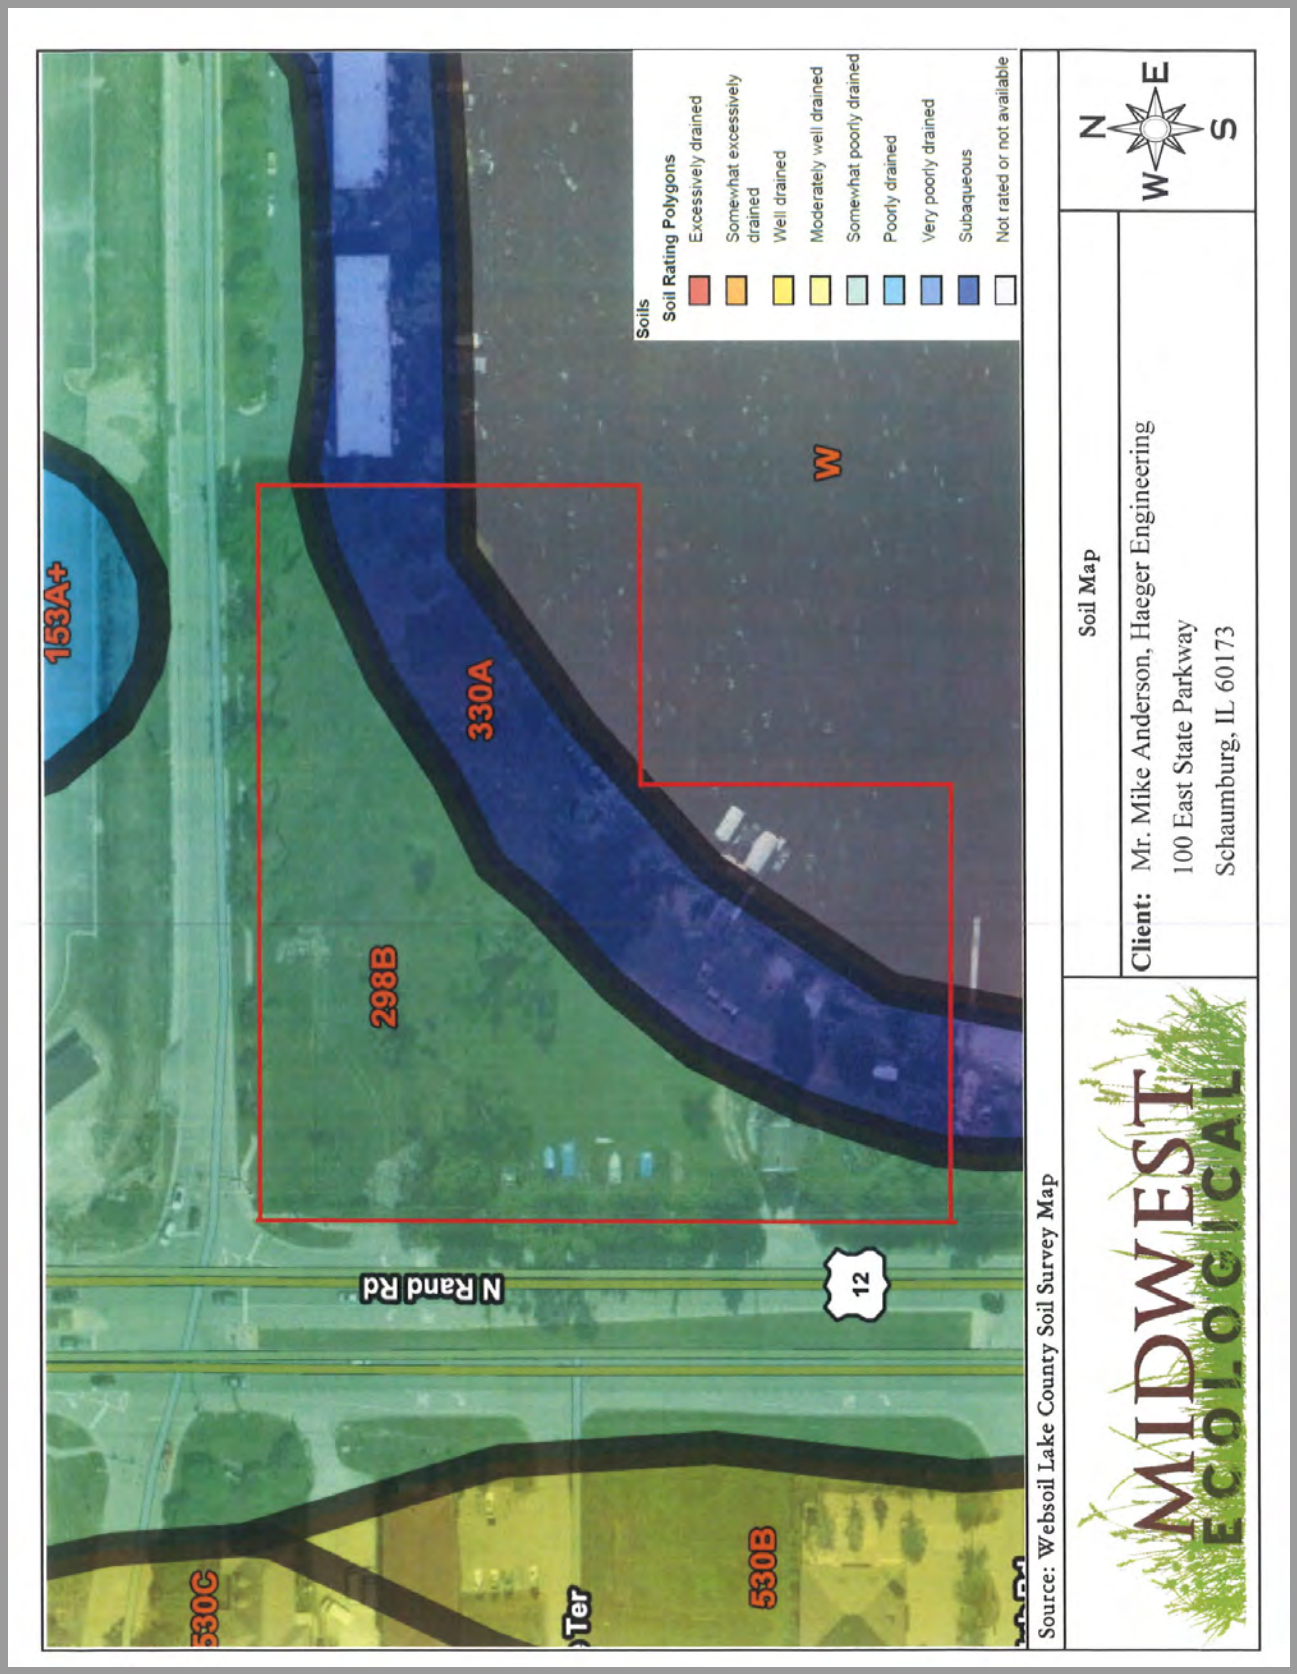 153A+
298B
330A
W
530C
530B
N Rand Rd
12
Ter
Soils
Soil Rating Polygons
Excessively drained
Somewhat excessively
drained
Well drained
Moderately well drained
Somewhat poorly drained
Poorly drained
Very poorly drained
Subaqueous
Not rated or not available
Source: Websoil Lake County Soil Survey Map
MIDWEST
ECOLOGICAL
Soil Map
Client: Mr. Mike Anderson, Haeger Engineering
100 East State Parkway
Schaumburg, IL 60173
N
W E
S